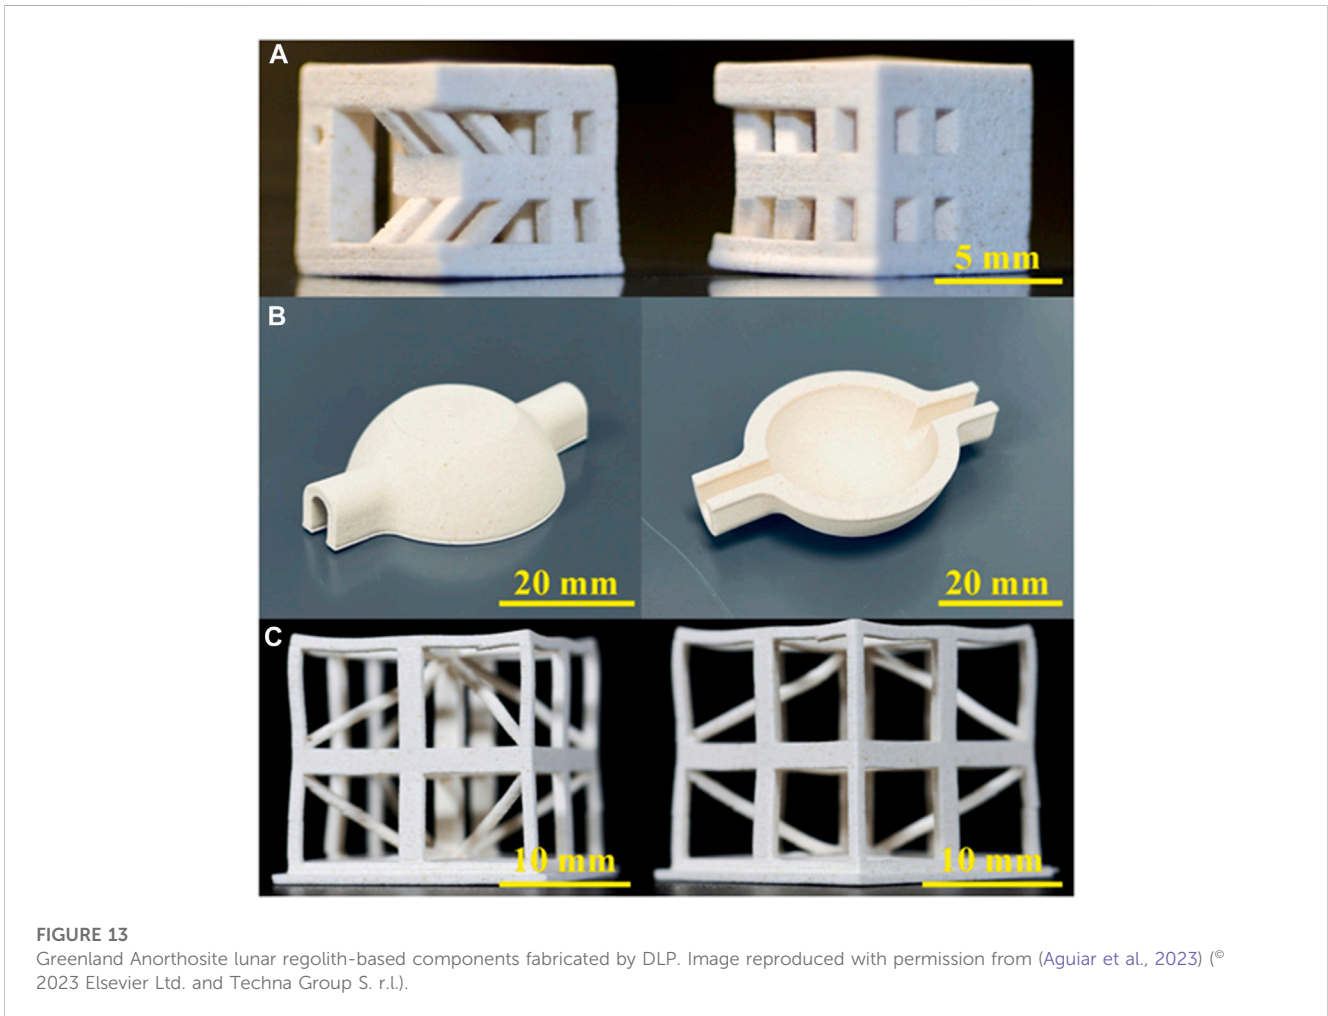 A
5 mm
B
20 mm
20 mm
C
10 mm
10 mm
FIGURE 13
Greenland Anorthosite lunar regolith-based components fabricated by DLP. Image reproduced with permission from (Aguiar et al., 2023) (©
2023 Elsevier Ltd. and Techna Group S. r.l.).